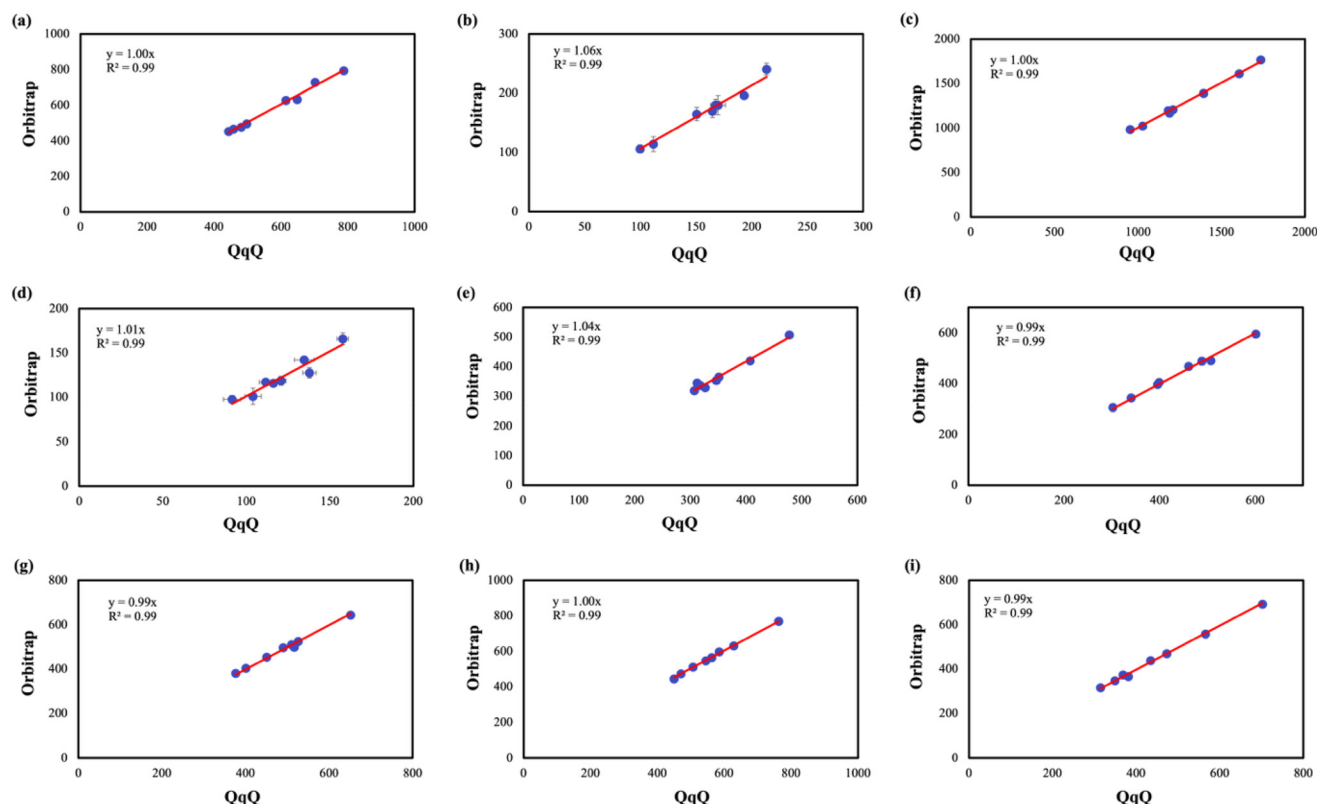 (a)
y = 1.00x
R² = 0.99
1000
800
600
400
200
0
0 200 400 600 800 1000
Orbitrap
QqQ
(b)
y = 1.06x
R² = 0.99
300
200
100
0
0 50 100 150 200 250 300
Orbitrap
QqQ
(c)
y = 1.00x
R² = 0.99
2000
1500
1000
500
0
0 500 1000 1500 2000
Orbitrap
QqQ
(d)
y = 1.01x
R² = 0.99
200
150
100
50
0
0 50 100 150 200
Orbitrap
QqQ
(e)
y = 1.04x
R² = 0.99
600
500
400
300
200
100
0
0 100 200 300 400 500 600
Orbitrap
QqQ
(f)
y = 0.99x
R² = 0.99
600
400
200
0
0 200 400 600
Orbitrap
QqQ
(g)
y = 0.99x
R² = 0.99
800
600
400
200
0
0 200 400 600 800
Orbitrap
QqQ
(h)
y = 1.00x
R² = 0.99
1000
800
600
400
200
0
0 200 400 600 800 1000
Orbitrap
QqQ
(i)
y = 0.99x
R² = 0.99
800
600
400
200
0
0 200 400 600 800
Orbitrap
QqQ